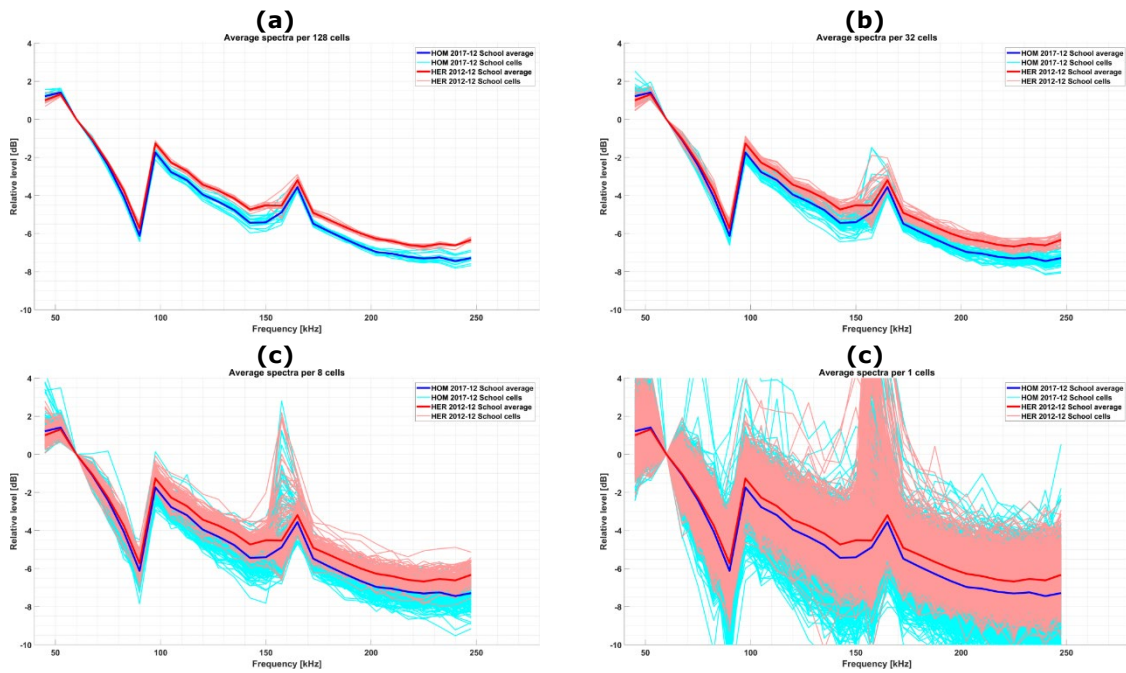 (a)
Average spectra per 128 cells
HOM 2017-12 School average
HOM 2017-12 School cells
HER 2012-12 School average
HER 2012-12 School cells
4
2
0
-2
-4
-6
-8
-10
Relative level [dB]
50
100
150
200
250
Frequency [kHz]
(b)
Average spectra per 32 cells
HOM 2017-12 School average
HOM 2017-12 School cells
HER 2012-12 School average
HER 2012-12 School cells
4
2
0
-2
-4
-6
-8
-10
Relative level [dB]
50
100
150
200
250
Frequency [kHz]
(c)
Average spectra per 8 cells
HOM 2017-12 School average
HOM 2017-12 School cells
HER 2012-12 School average
HER 2012-12 School cells
4
2
0
-2
-4
-6
-8
-10
Relative level [dB]
50
100
150
200
250
Frequency [kHz]
(c)
Average spectra per 1 cells
HOM 2017-12 School average
HOM 2017-12 School cells
HER 2012-12 School average
HER 2012-12 School cells
4
2
0
-2
-4
-6
-8
-10
Relative level [dB]
50
100
150
200
250
Frequency [kHz]